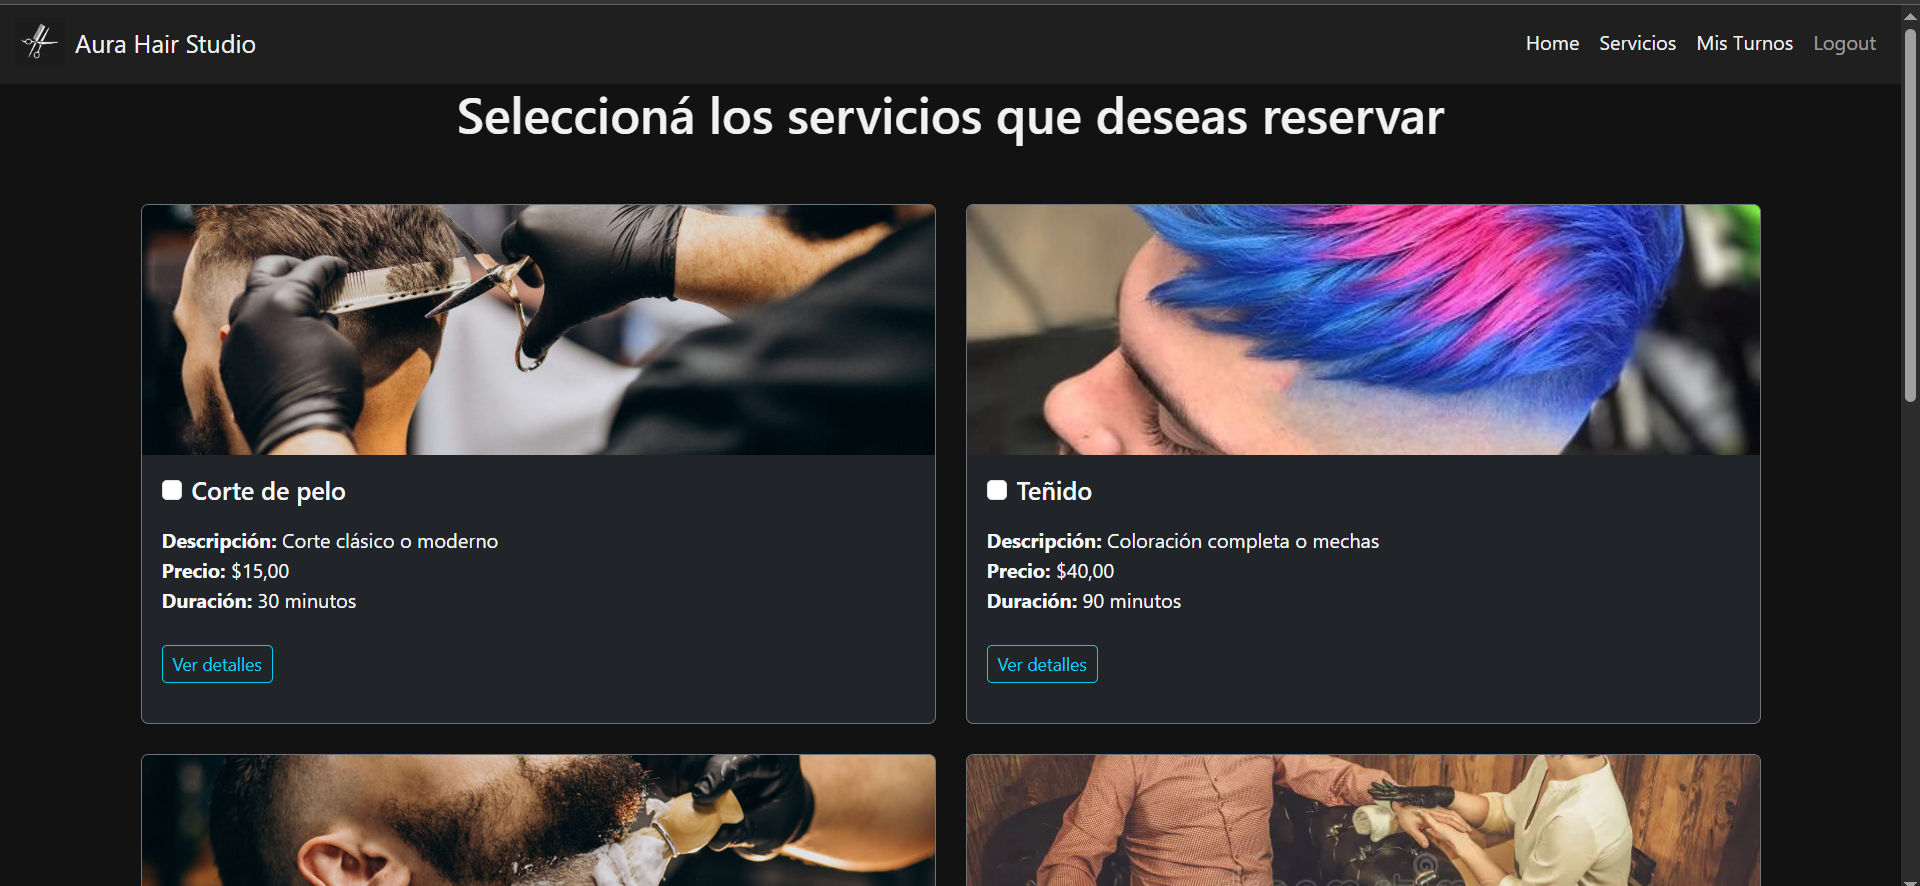 Aura Hair Studio
Home Servicios Mis Turnos Logout
Seleccioná los servicios que deseas reservar
Corte de pelo
Descripción: Corte clásico o moderno
Precio: $15,00
Duración: 30 minutos
Ver detalles
Teñido
Descripción: Coloración completa o mechas
Precio: $40,00
Duración: 90 minutos
Ver detalles